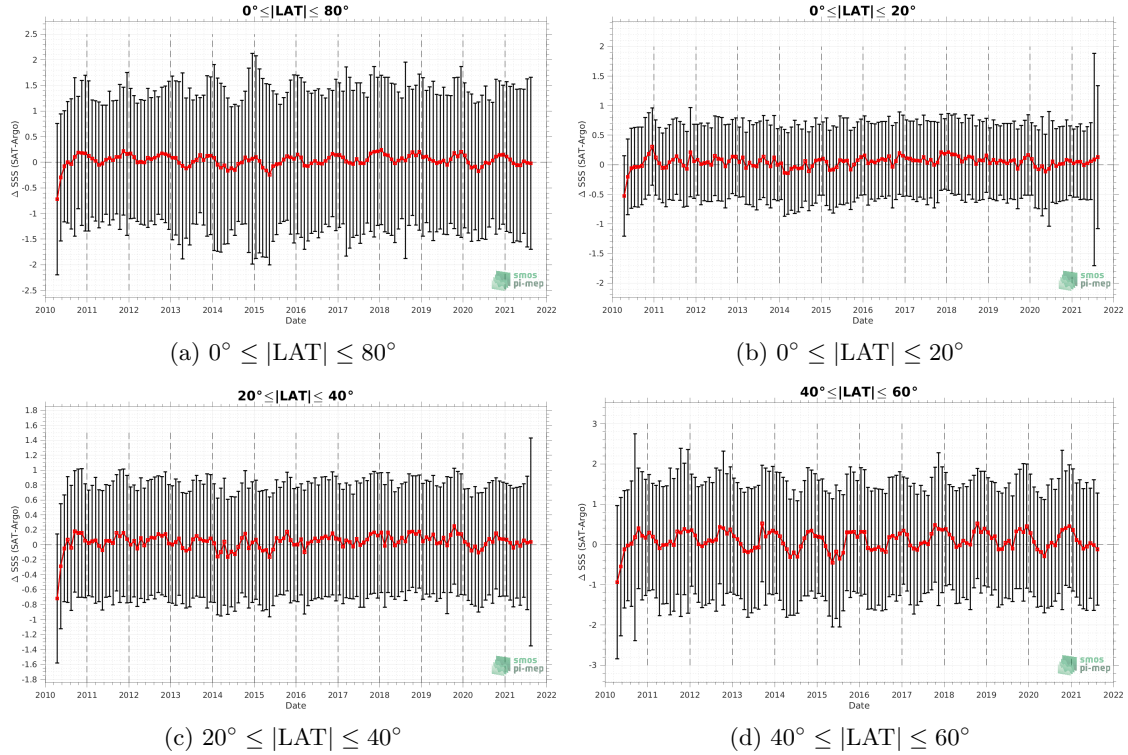 0°≤|LAT|≤ 80°
2.5
2
1.5
1
0.5
0
-0.5
-1
-1.5
-2
-2.5
Δ SSS (SAT-Argo)
2010 2011 2012 2013 2014 2015 2016 2017 2018 2019 2020 2021 2022
Date
smos
pi-mep
(a) 0° ≤ |LAT| ≤ 80°
0°≤|LAT|≤ 20°
2
1.5
1
0.5
0
-0.5
-1
-1.5
-2
Δ SSS (SAT-Argo)
2010 2011 2012 2013 2014 2015 2016 2017 2018 2019 2020 2021 2022
Date
smos
pi-mep
(b) 0° ≤ |LAT| ≤ 20°
20°≤|LAT|≤ 40°
1.8
1.6
1.4
1.2
1
0.8
0.6
0.4
0.2
0
-0.2
-0.4
-0.6
-0.8
-1
-1.2
-1.4
-1.6
-1.8
Δ SSS (SAT-Argo)
2010 2011 2012 2013 2014 2015 2016 2017 2018 2019 2020 2021 2022
Date
smos
pi-mep
(c) 20° ≤ |LAT| ≤ 40°
40°≤|LAT|≤ 60°
3
2
1
0
-1
-2
-3
Δ SSS (SAT-Argo)
2010 2011 2012 2013 2014 2015 2016 2017 2018 2019 2020 2021 2022
Date
smos
pi-mep
(d) 40° ≤ |LAT| ≤ 60°